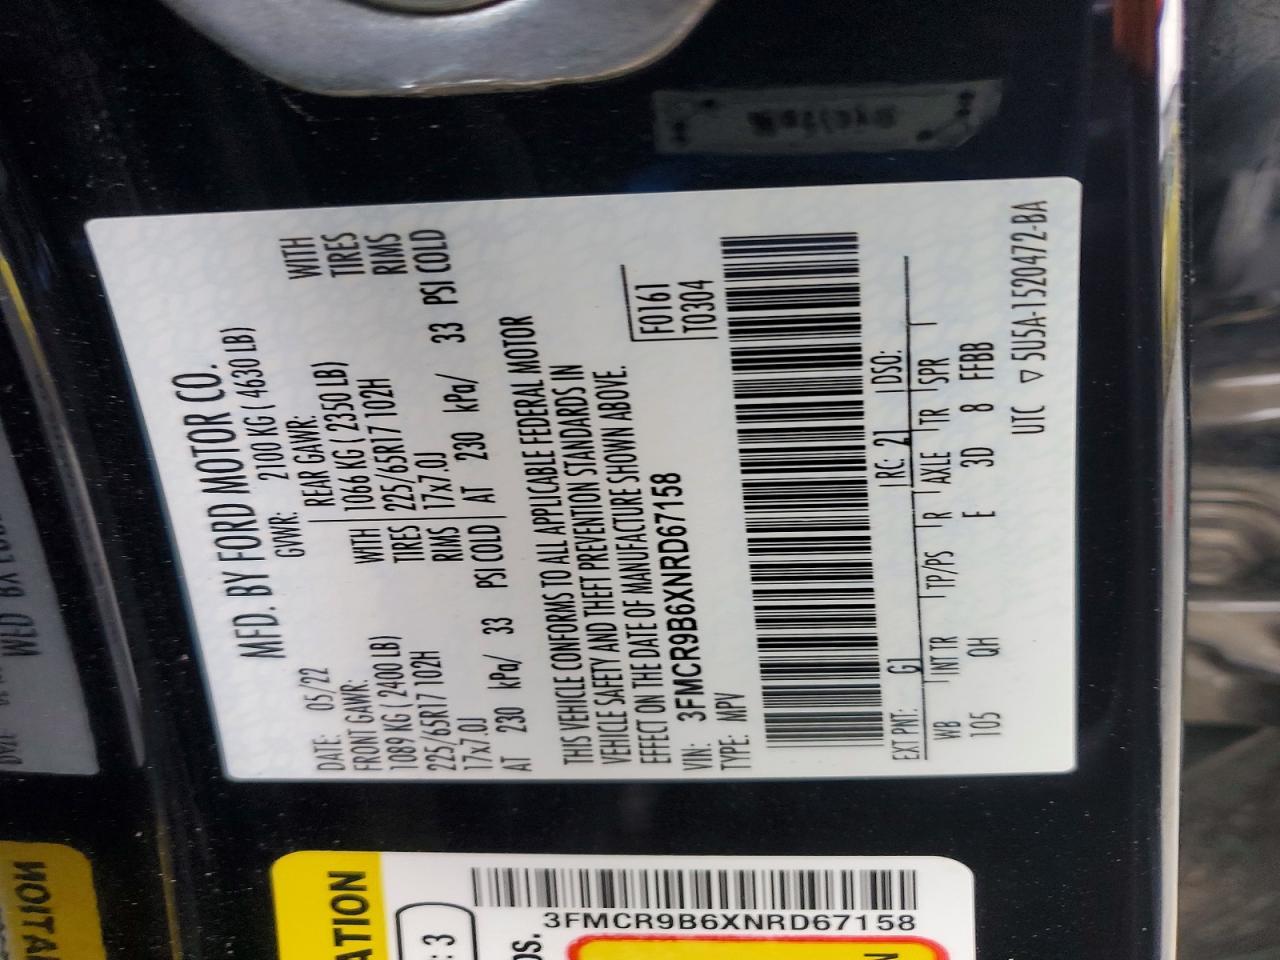 MFD. BY FORD MOTOR CO.
DATE: 05/22 GVWR: 2100 KG ( 4630 LB)
FRONT GAWR: REAR GAWR:
1089 KG ( 2400 LB) WITH 1066 KG ( 2350 LB) WITH
225/65R17 102H TIRES 225/65R17 102H TIRES
17x7.0J RIMS 17x7.0J RIMS
AT 230 kPa/ 33 PSI COLD AT 230 kPa/ 33 PSI COLD
THIS VEHICLE CONFORMS TO ALL APPLICABLE FEDERAL MOTOR
VEHICLE SAFETY AND THEFT PREVENTION STANDARDS IN
EFFECT ON THE DATE OF MANUFACTURE SHOWN ABOVE.
VIN: 3FMCR9B6XNRD67158
TYPE: MPV
F0161
T0304
EXT PNT: G1 RC: 21 DSO:
WB INT TR TP/PS R AXLE TR SPR
105 QH E 3D 8 FFBB
UTC ▽ 5U5A-1520472-BA
3FMCR9B6XNRD67158
: 3